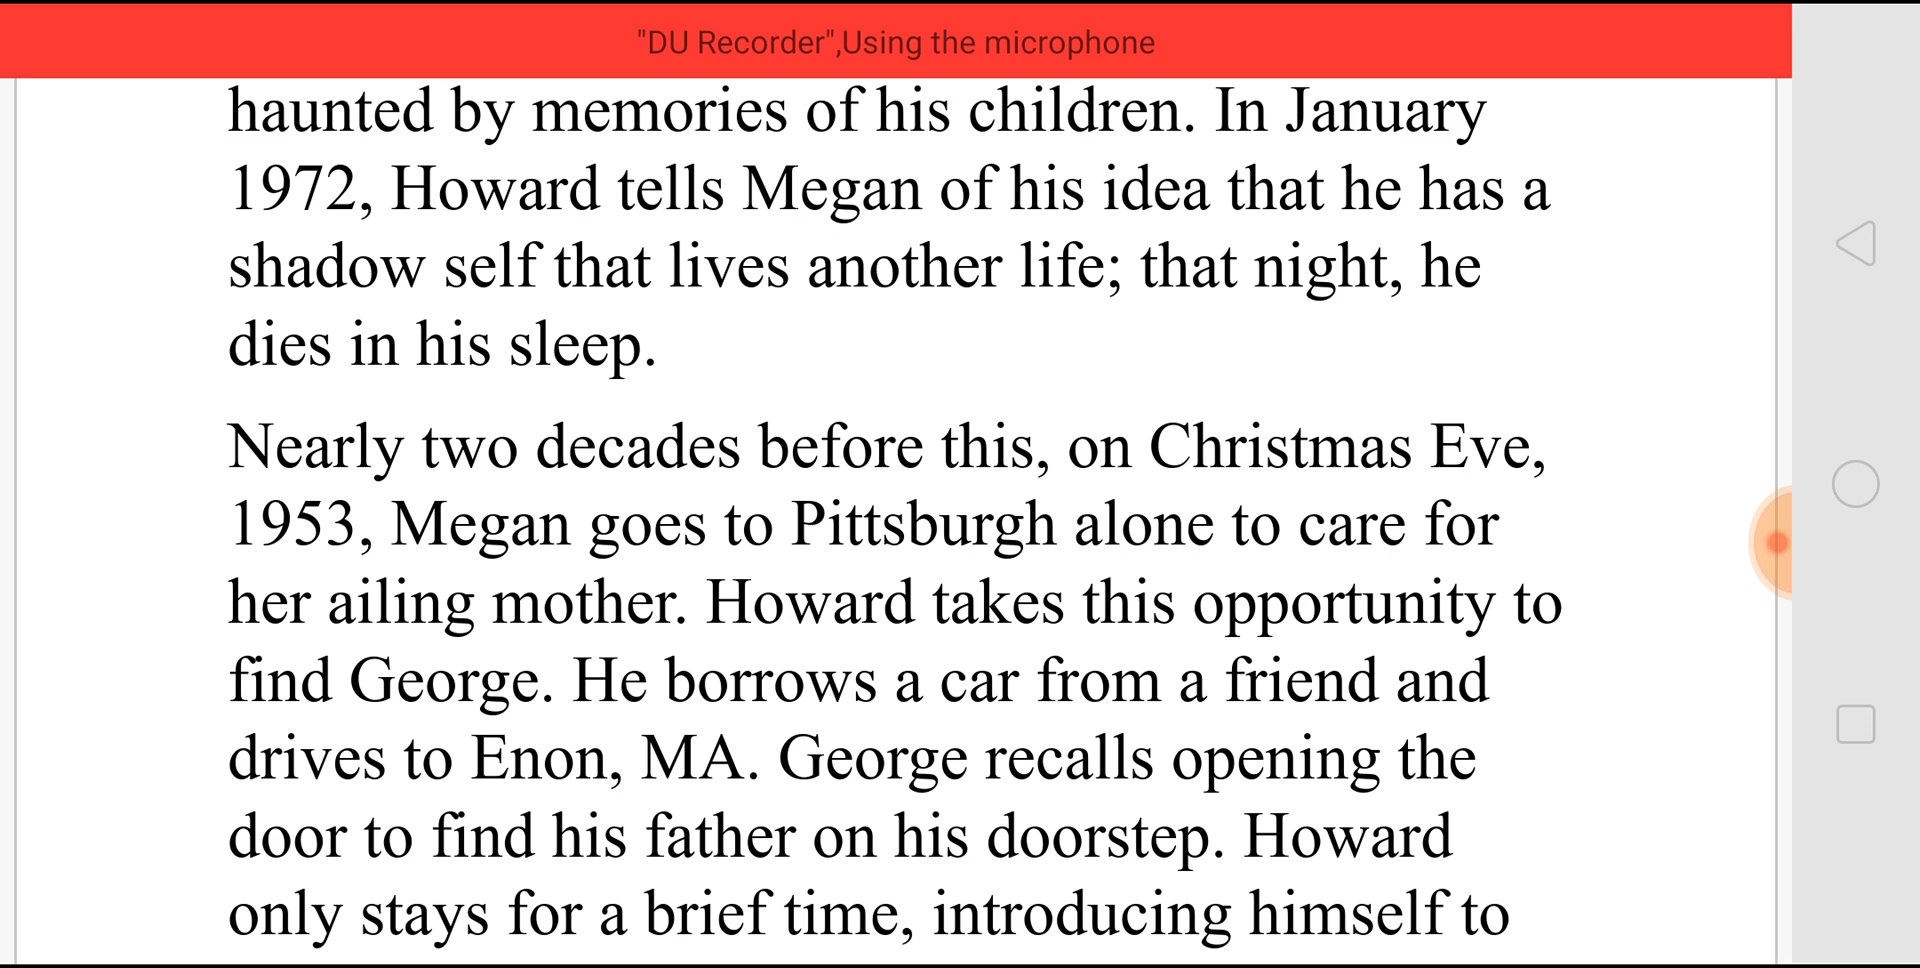 "DU Recorder",Using the microphone
haunted by memories of his children. In January
1972, Howard tells Megan of his idea that he has a
shadow self that lives another life; that night, he
dies in his sleep.
Nearly two decades before this, on Christmas Eve,
1953, Megan goes to Pittsburgh alone to care for
her ailing mother. Howard takes this opportunity to
find George. He borrows a car from a friend and
drives to Enon, MA. George recalls opening the
door to find his father on his doorstep. Howard
only stays for a brief time, introducing himself to